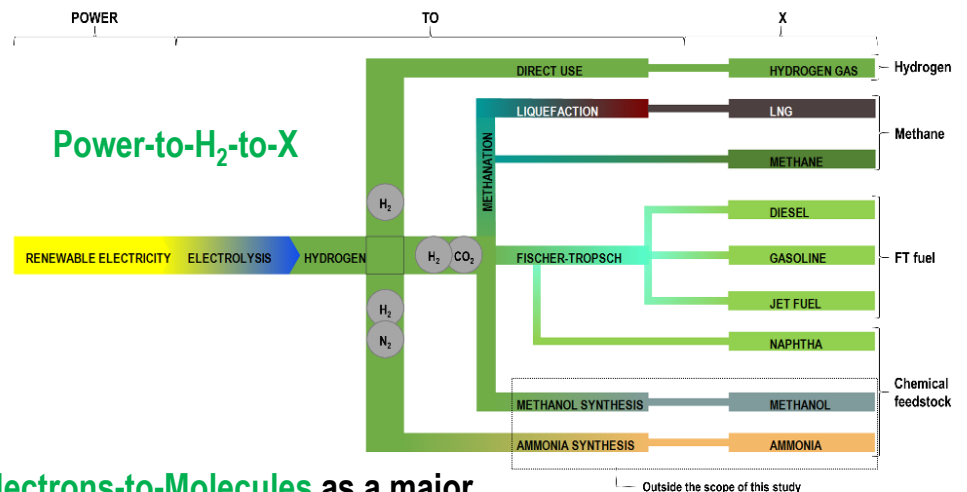 POWER TO X
DIRECT USE HYDROGEN GAS Hydrogen
LIQUEFACTION LNG
Methane
METHANATION
METHANE
Power-to-H₂-to-X
H₂
DIESEL
RENEWABLE ELECTRICITY ELECTROLYSIS HYDROGEN H₂ CO₂ FISCHER-TROPSCH GASOLINE FT fuel
JET FUEL
H₂
N₂
NAPHTHA
Chemical
feedstock
METHANOL SYNTHESIS METHANOL
AMMONIA SYNTHESIS AMMONIA
lectrons-to-Molecules as a major
Outside the scope of this study